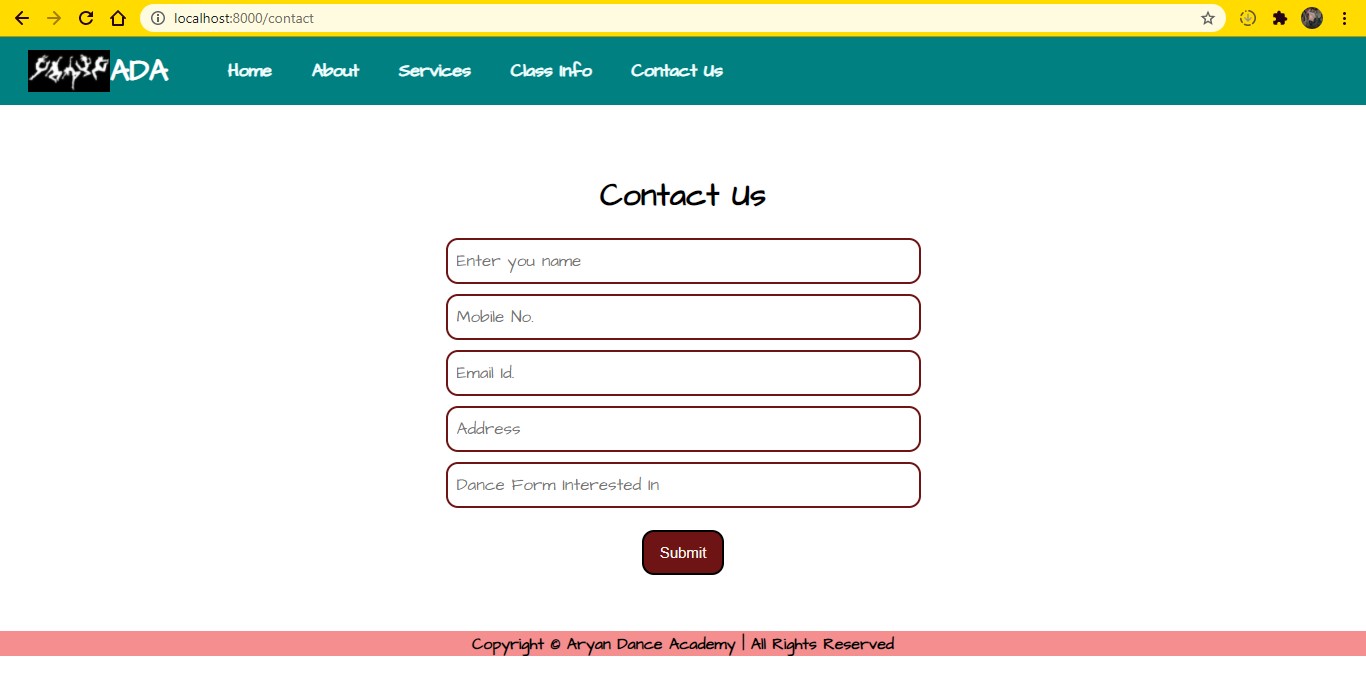 localhost:8000/contact
ADA Home About Services Class Info Contact Us
Contact Us
Enter you name
Mobile No.
Email Id.
Address
Dance Form Interested In
Submit
Copyright © Aryan Dance Academy | All Rights Reserved